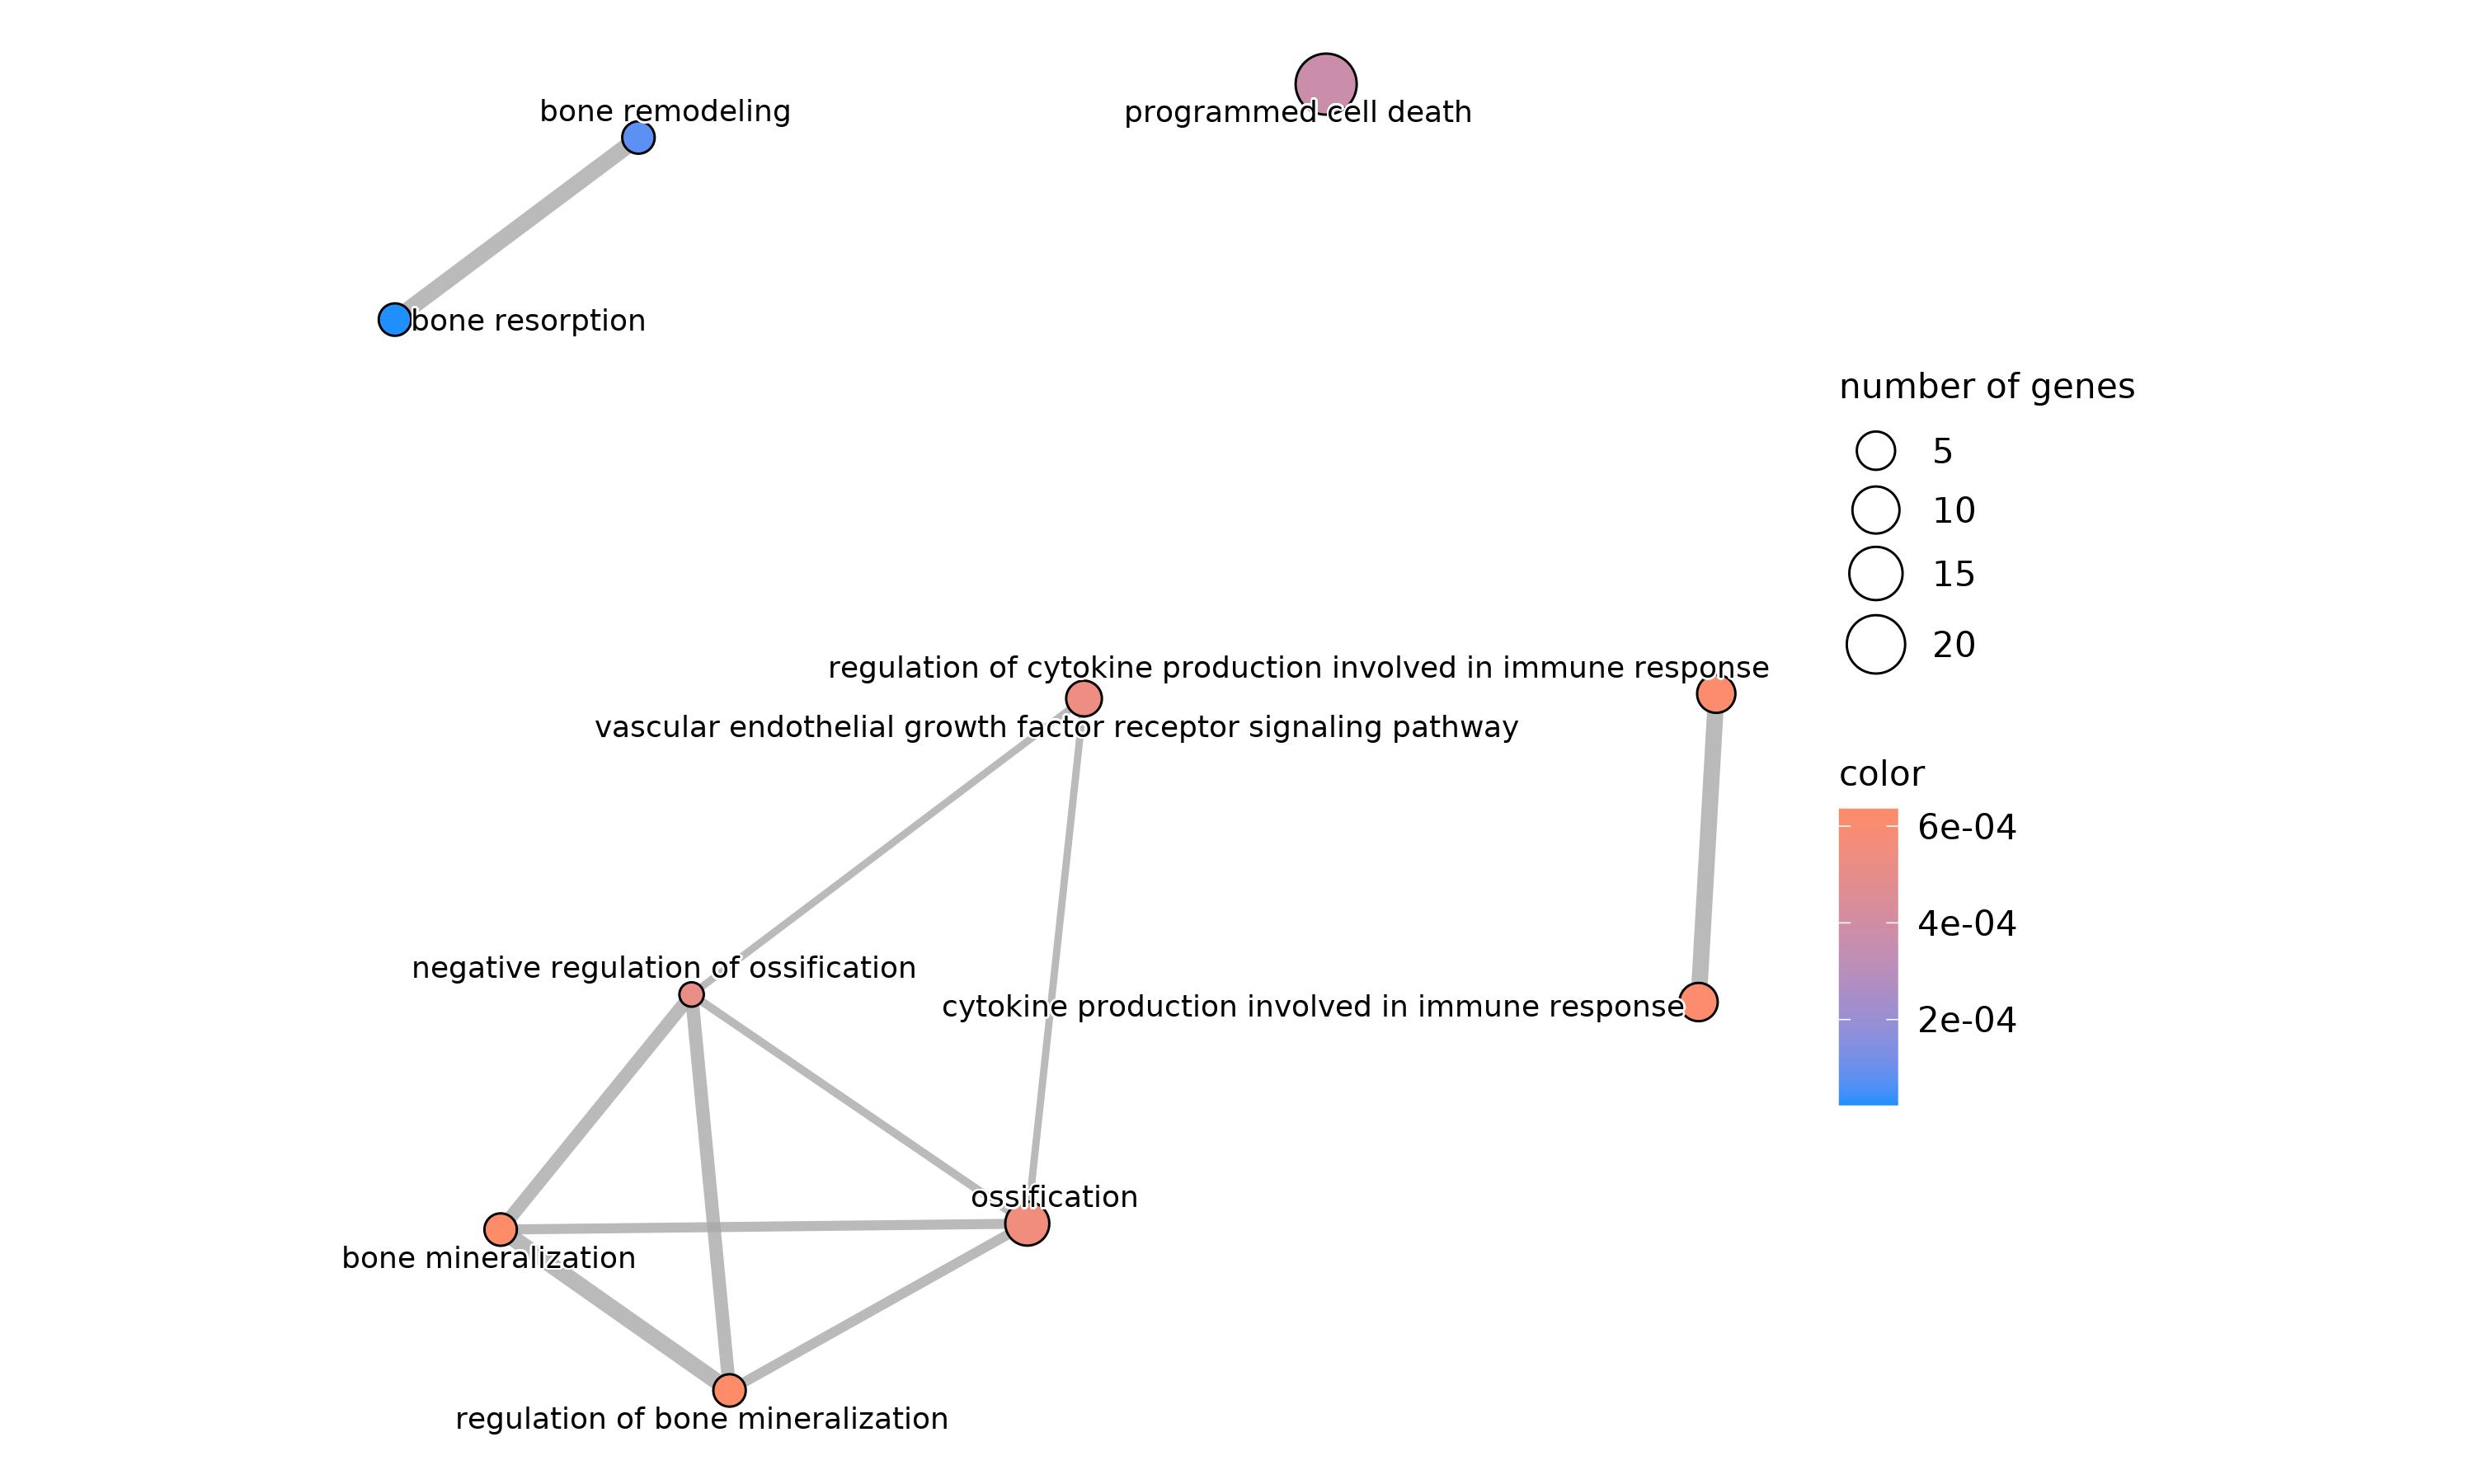 programmed cell death
bone remodeling
bone resorption
number of genes
5
10
15
20
regulation of cytokine production involved in immune response
vascular endothelial growth factor receptor signaling pathway
color
6e-04
4e-04
2e-04
negative regulation of ossification
cytokine production involved in immune response
ossification
bone mineralization
regulation of bone mineralization